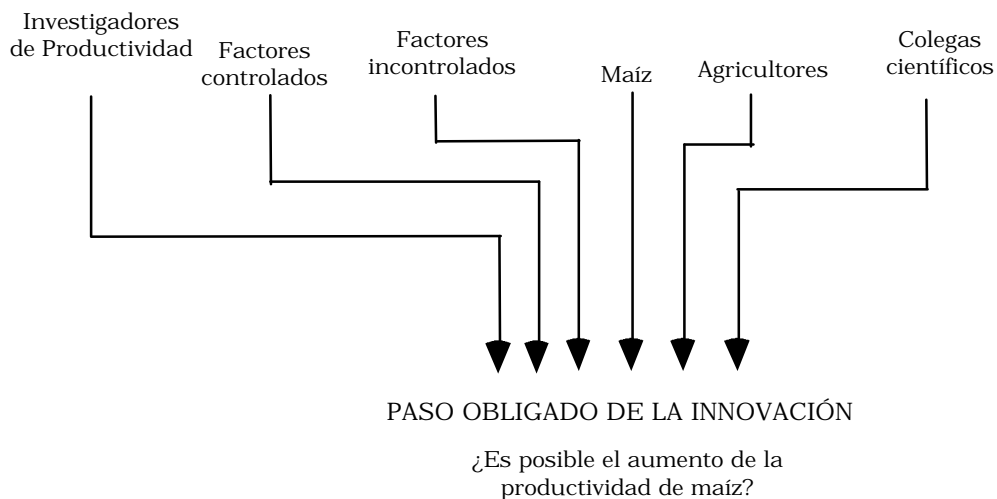 Investigadores
de Productividad
Factores
controlados
Factores
incontrolados
Maíz
Agricultores
Colegas
científicos
PASO OBLIGADO DE LA INNOVACIÓN
¿Es posible el aumento de la
productividad de maíz?